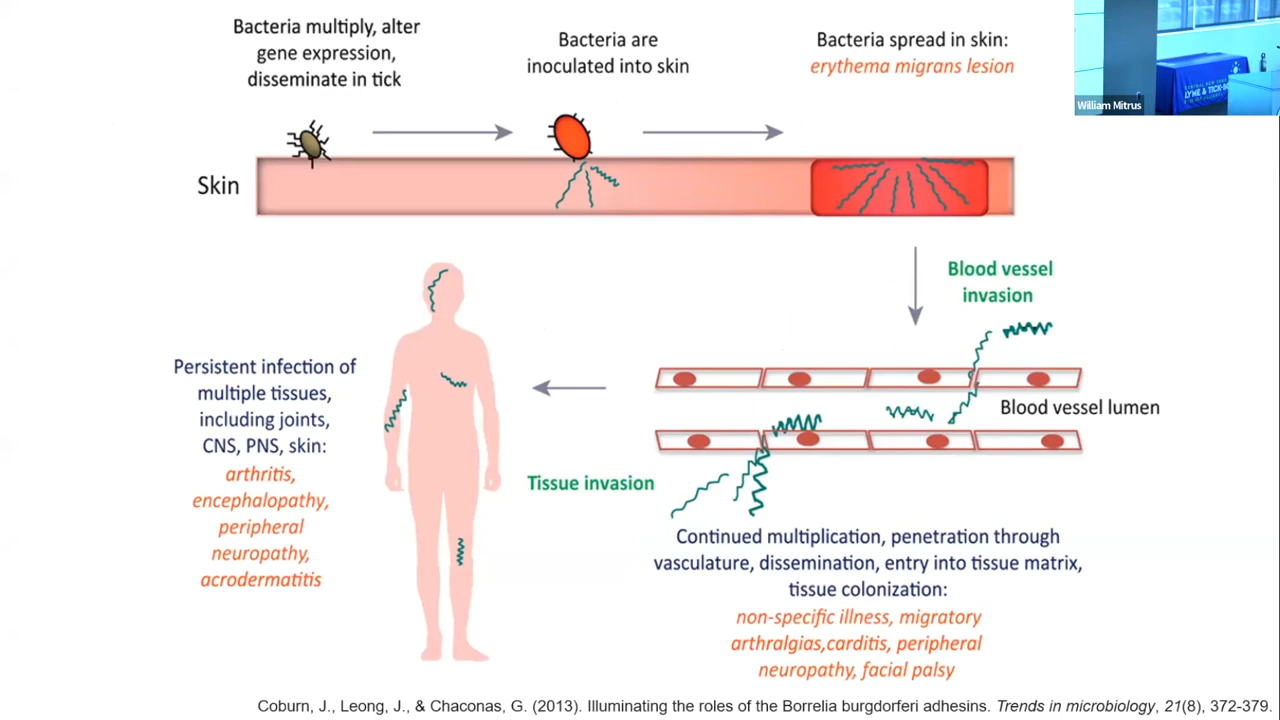 Bacteria multiply, alter
gene expression,
disseminate in tick
Bacteria are
inoculated into skin
Bacteria spread in skin:
erythema migrans lesion
William Mitrus
LYME & TICK-BO
Skin
Blood vessel
invasion
Blood vessel lumen
Tissue invasion
Continued multiplication, penetration through
vasculature, dissemination, entry into tissue matrix,
tissue colonization:
non-specific illness, migratory
arthralgias,carditis, peripheral
neuropathy, facial palsy
Persistent infection of
multiple tissues,
including joints,
CNS, PNS, skin:
arthritis,
encephalopathy,
peripheral
neuropathy,
acrodermatitis
Coburn, J., Leong, J., & Chaconas, G. (2013). Illuminating the roles of the Borrelia burgdorferi adhesins. Trends in microbiology, 21(8), 372-379.